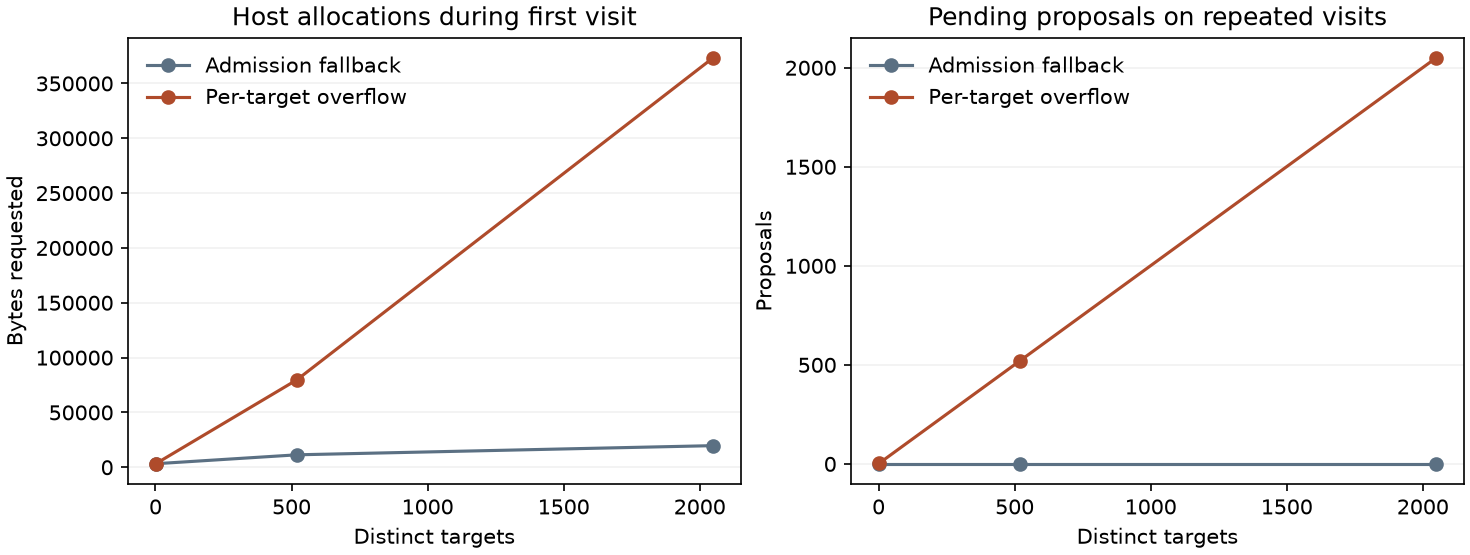 Host allocations during first visit
Admission fallback
Per-target overflow
Bytes requested
350000
300000
250000
200000
150000
100000
50000
0
0 500 1000 1500 2000
Distinct targets
Pending proposals on repeated visits
Admission fallback
Per-target overflow
Proposals
2000
1500
1000
500
0
0 500 1000 1500 2000
Distinct targets